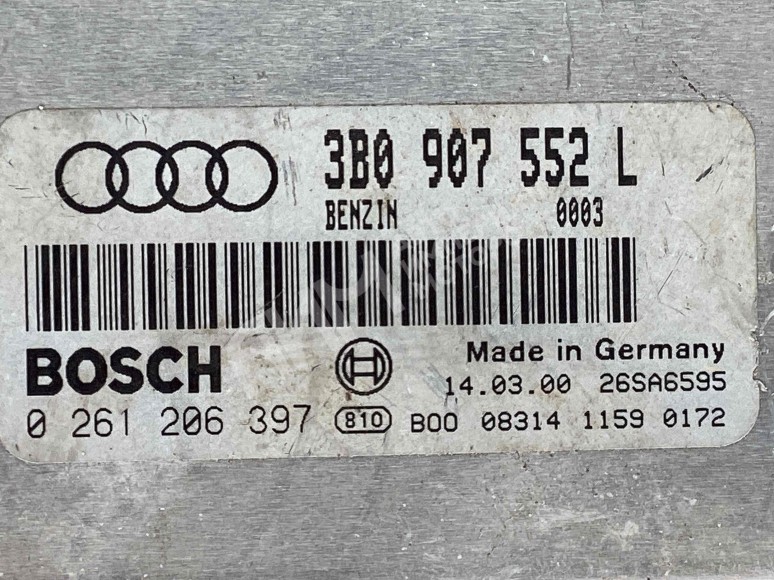 3B0 907 552 L
BENZIN 0003
BOSCH
Made in Germany
14.03.00 26SA6595
0 261 206 397 810 B00 08314 1159 0172